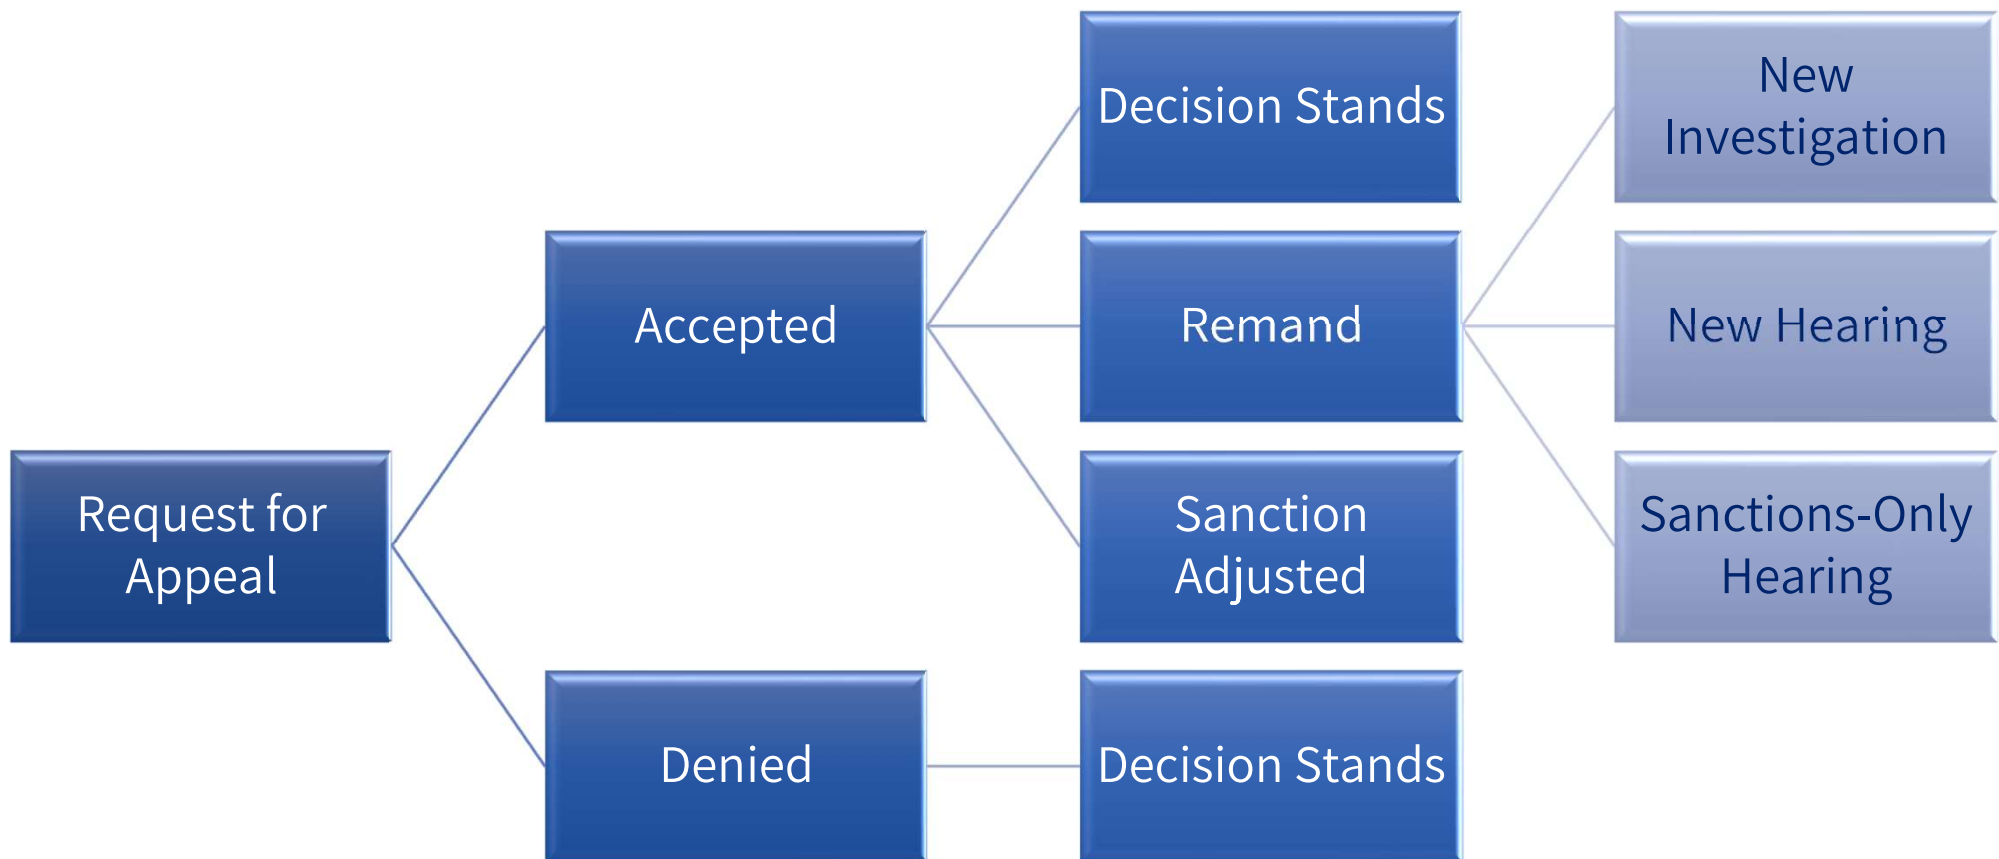 Request for
Appeal
Accepted
Denied
Decision Stands
Remand
Sanction
Adjusted
Decision Stands
New
Investigation
New Hearing
Sanctions-Only
Hearing